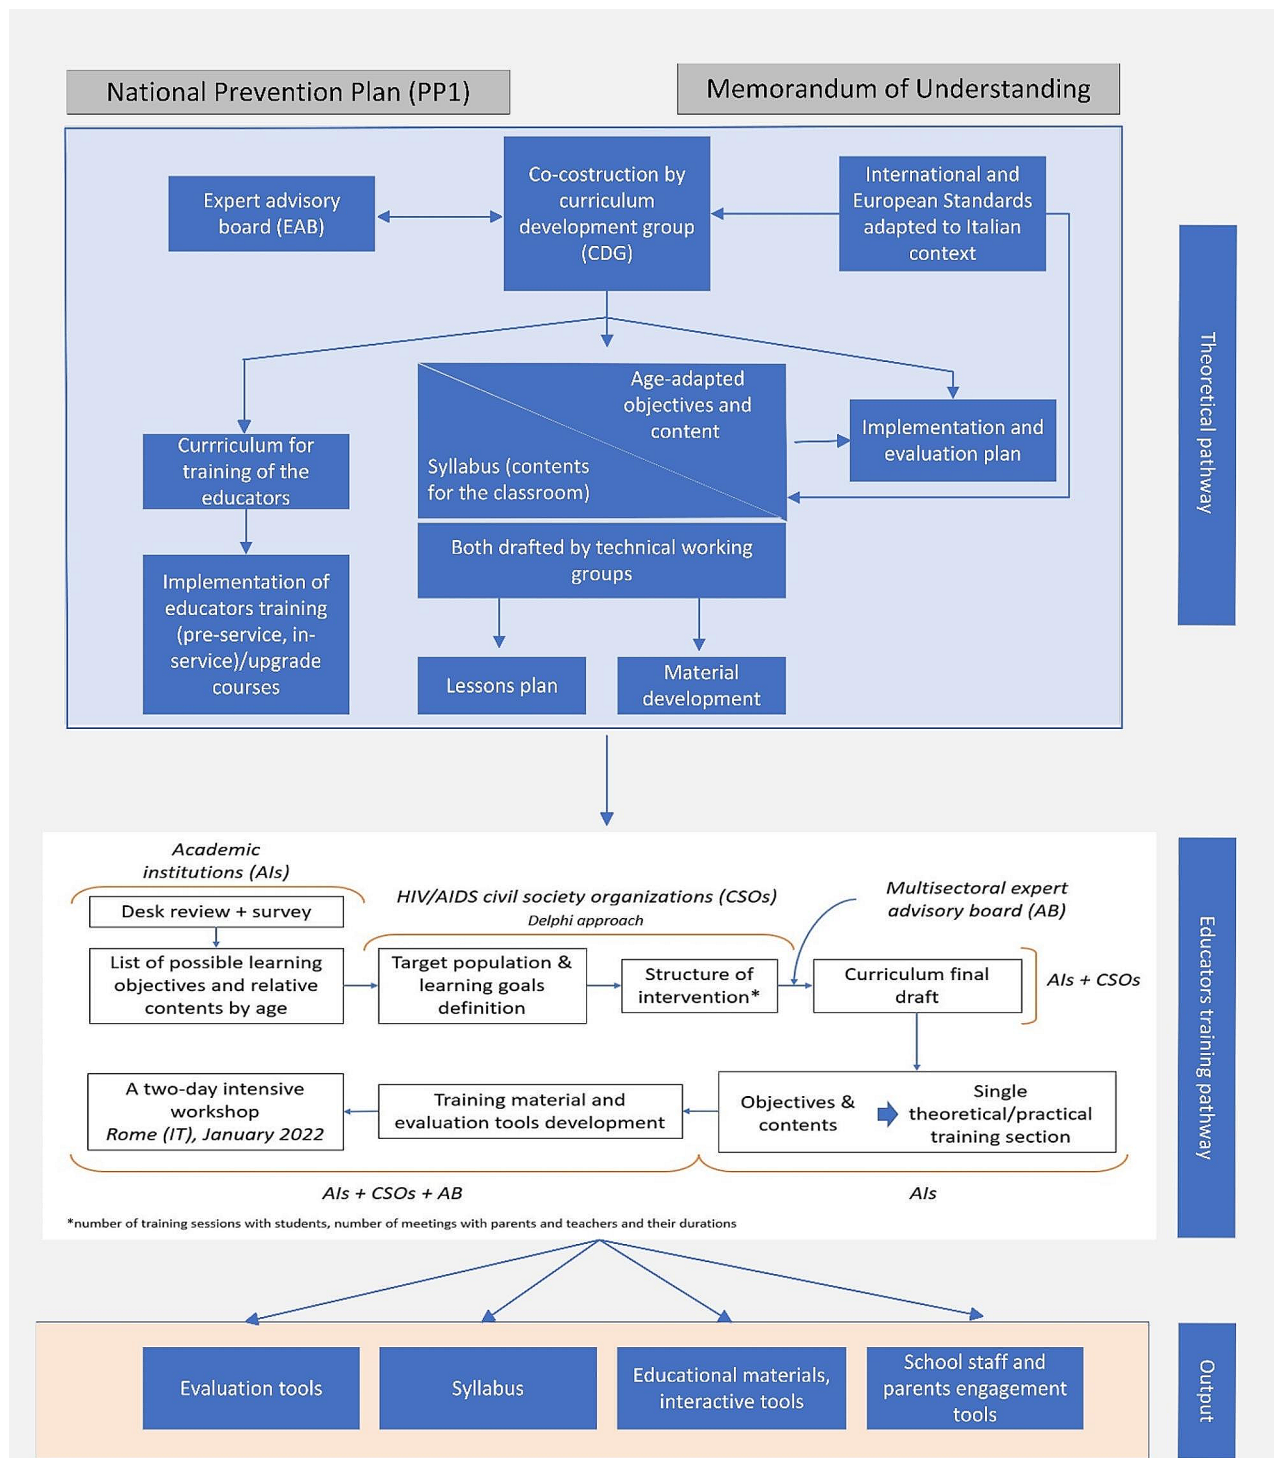 National Prevention Plan (PP1)
Memorandum of Understanding
Expert advisory
board (EAB)
Co-costruction by
curriculum
development group
(CDG)
International and
European Standards
adapted to Italian
context
Theoretical pathway
Age-adapted
objectives and
content
Syllabus (contents
for the classroom)
Implementation and
evaluation plan
Currriculum for
training of the
educators
Both drafted by technical working
groups
Implementation of
educators training
(pre-service, in-
service)/upgrade
courses
Lessons plan
Material
development
Academic
institutions (AIs)
HIV/AIDS civil society organizations (CSOs)
Delphi approach
Multisectoral expert
advisory board (AB)
Desk review + survey
List of possible learning
objectives and relative
contents by age
Target population &
learning goals
definition
Structure of
intervention*
Curriculum final
draft
AIs + CSOs
Educators training pathway
A two-day intensive
workshop
Rome (IT), January 2022
Training material and
evaluation tools development
Objectives &
contents
Single
theoretical/practical
training section
AIs + CSOs + AB
AIs
*number of training sessions with students, number of meetings with parents and teachers and their durations
Evaluation tools
Syllabus
Educational materials,
interactive tools
School staff and
parents engagement
tools
Output